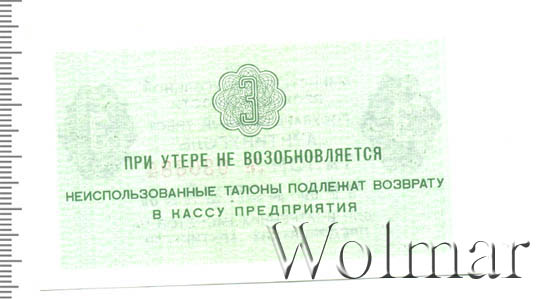 3
ПРИ УТЕРЕ НЕ ВОЗОБНОВЛЯЕТСЯ
НЕИСПОЛЬЗОВАННЫЕ ТАЛОНЫ ПОДЛЕЖАТ ВОЗВРАТУ
В КАССУ ПРЕДПРИЯТИЯ
Wolmar